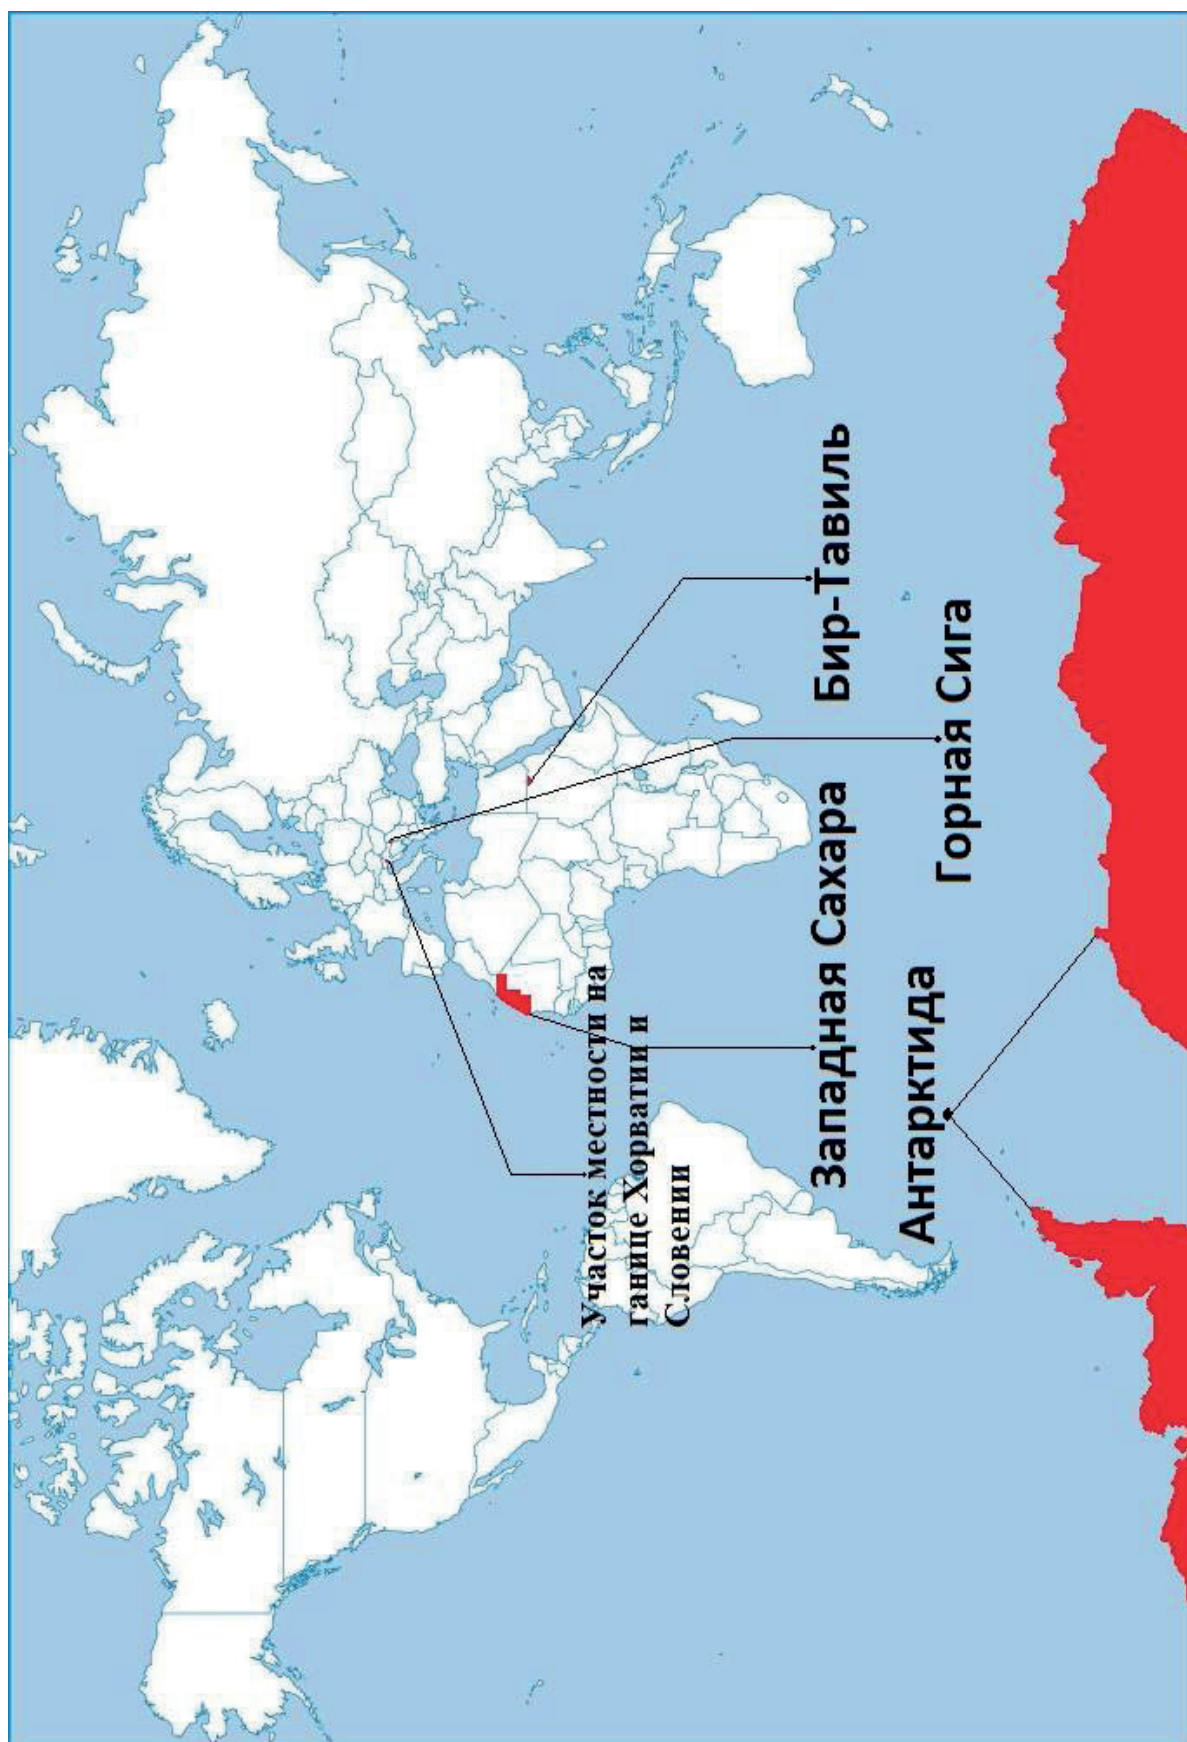 Участок местности на
ганице Хорватии и
Словении
Западная Сахара
Бир-Тавиль
Антарктида
Горная Сига